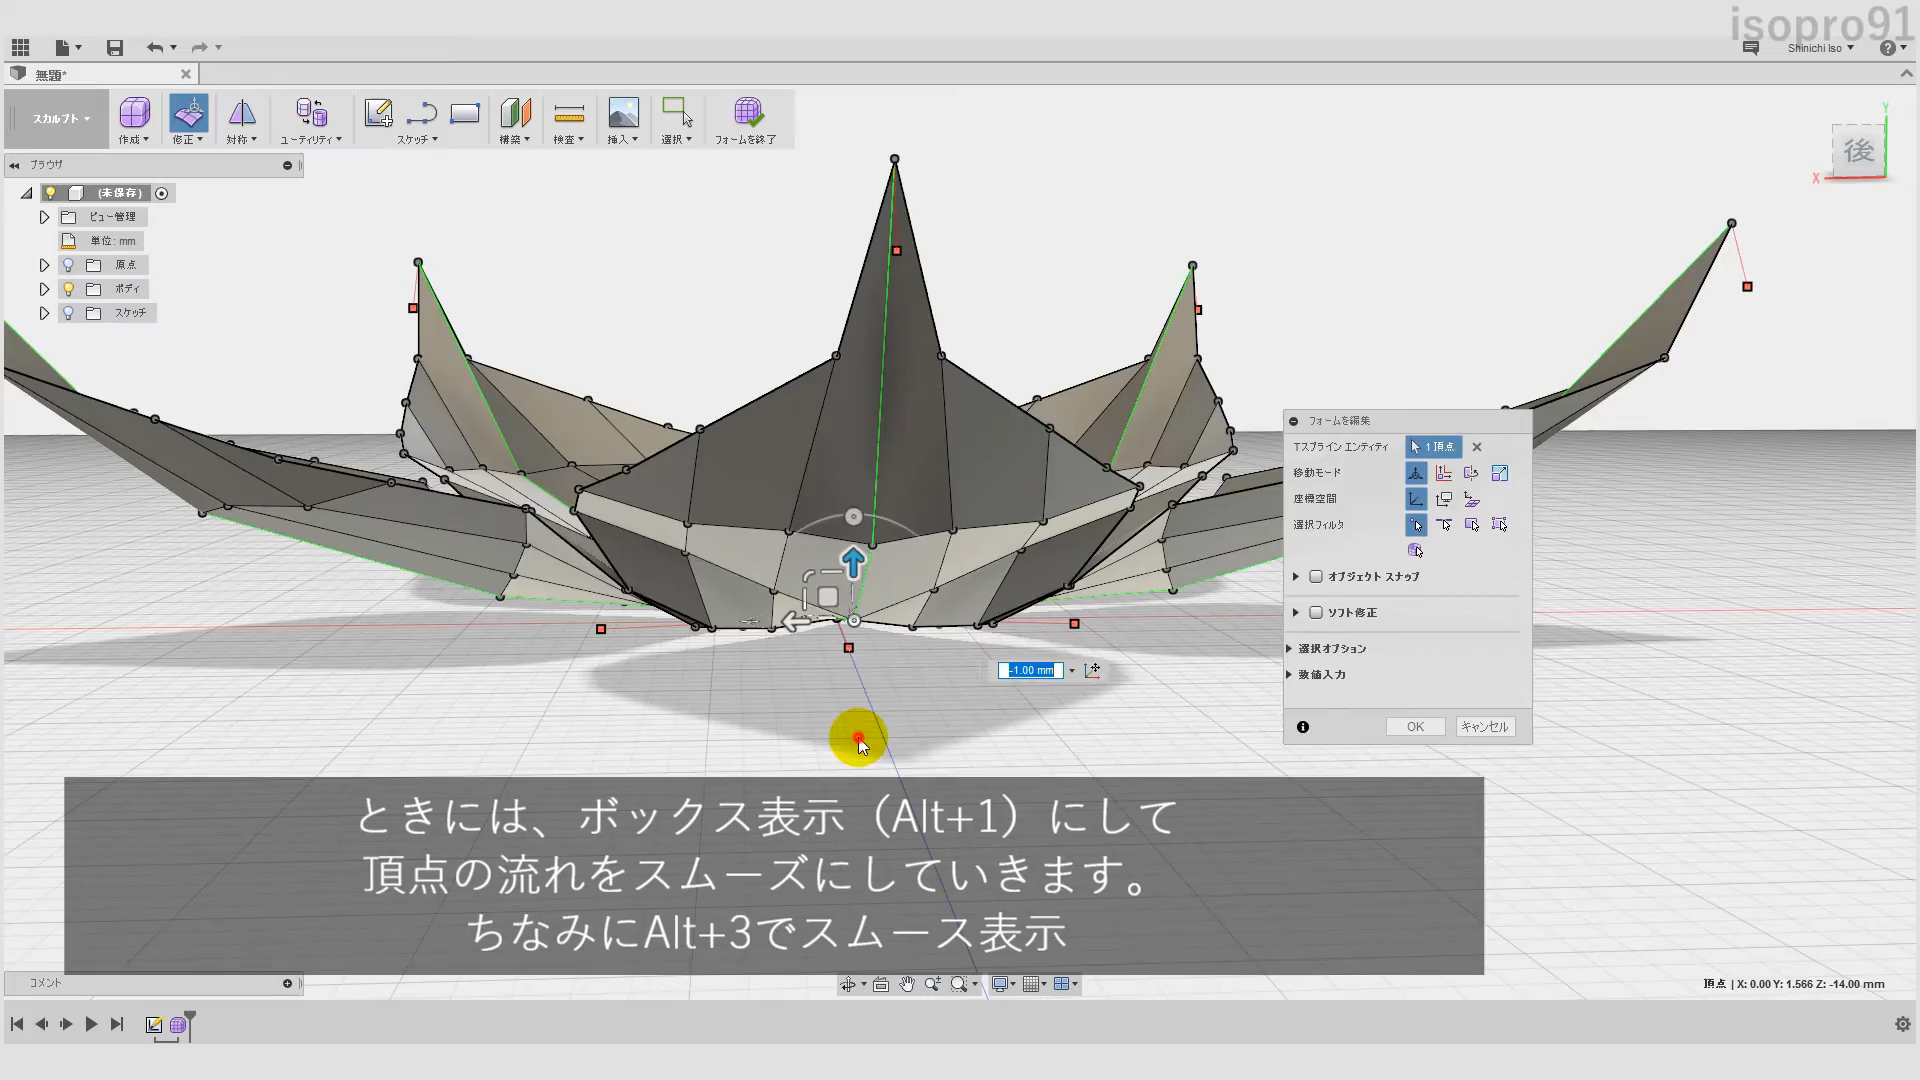 isopro91
Shinichi Iso
無題*
スカルプト
作成
修正
対称
ユーティリティ
スケッチ
構築
検査
挿入
選択
フォームを終了
ブラウザ
(未保存)
ビュー管理
単位: mm
原点
ボディ
スケッチ
Y
後
X
フォームを編集
Tスプライン エンティティ
1 頂点
移動モード
座標空間
選択フィルタ
オブジェクト スナップ
ソフト修正
選択オプション
数値入力
OK
キャンセル
-1.00 mm
ときには、ボックス表示（Alt+1）にして
頂点の流れをスムーズにしていきます。
ちなみにAlt+3でスムース表示
コメント
頂点 | X: 0.00 Y: 1.566 Z: -14.00 mm